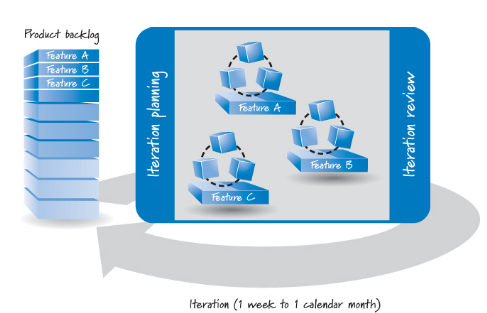 Product backlog
Feature A
Feature B
Feature C
Iteration planning
Feature A
Feature B
Feature C
Iteration review
Iteration (1 week to 1 calendar month)